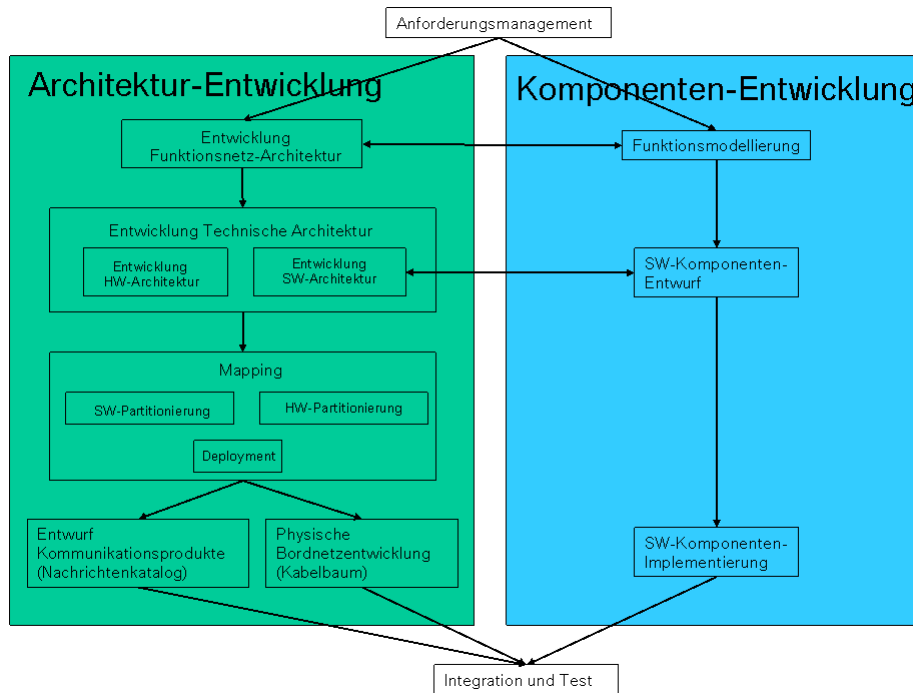 Anforderungsmanagement
Architektur-Entwicklung
Entwicklung
Funktionsnetz-Architektur
Entwicklung Technische Architektur
Entwicklung
HW-Architektur
Entwicklung
SW-Architektur
Mapping
SW-Partitionierung
HW-Partitionierung
Deployment
Entwurf
Kommunikationsprodukte
(Nachrichtenkatalog)
Physische
Bordnetzentwicklung
(Kabelbaum)
Komponenten-Entwicklung
Funktionsmodellierung
SW-Komponenten-
Entwurf
SW-Komponenten-
Implementierung
Integration und Test